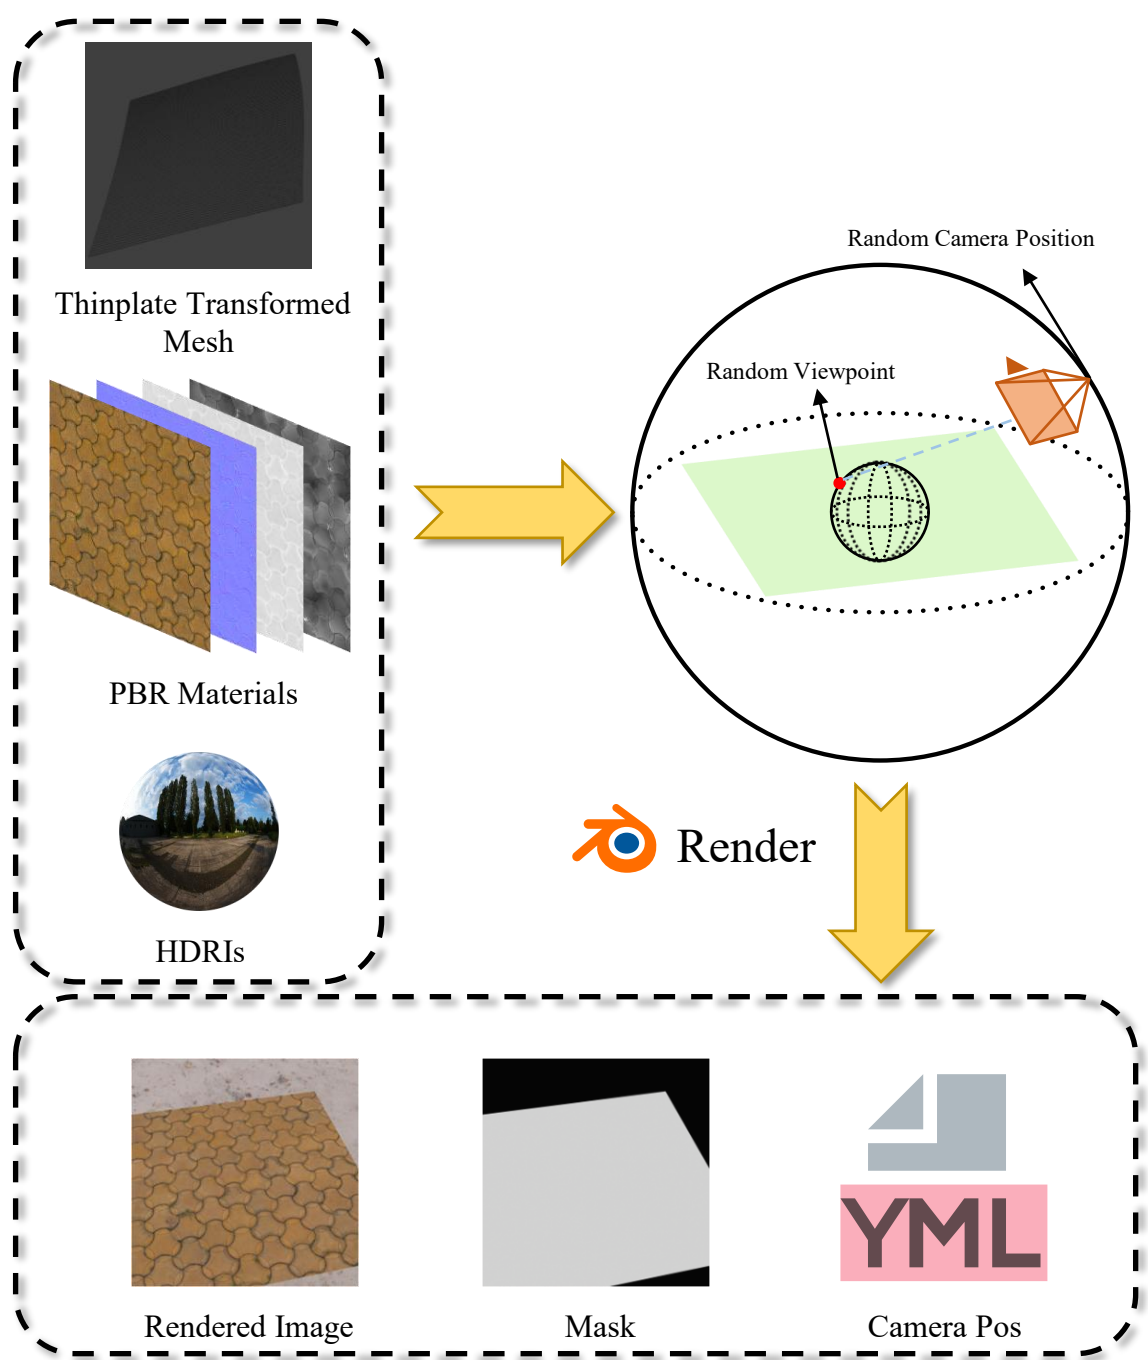 Thinplate Transformed
Mesh
PBR Materials
HDRIs
Random Camera Position
Random Viewpoint
Render
YML
Rendered Image
Mask
Camera Pos